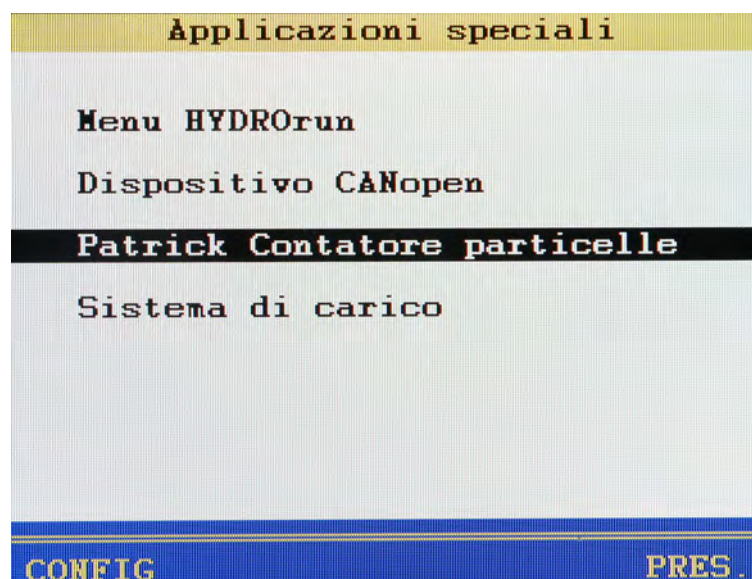 Applicazioni speciali
Menu HYDROrun
Dispositivo CANopen
Patrick Contatore particelle
Sistema di carico
CONFIG PRES.